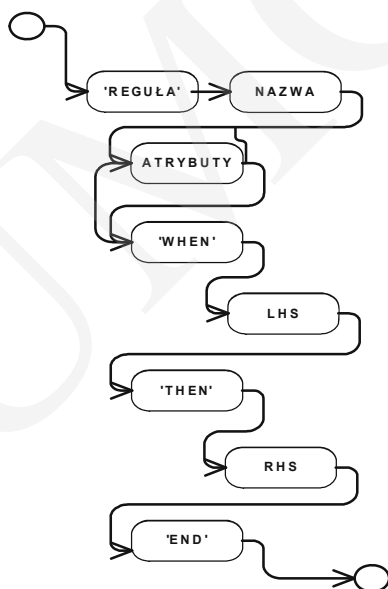 'REGUŁA' NAZWA
ATRYBUTY
'WHEN'
LHS
'THEN'
RHS
'END'